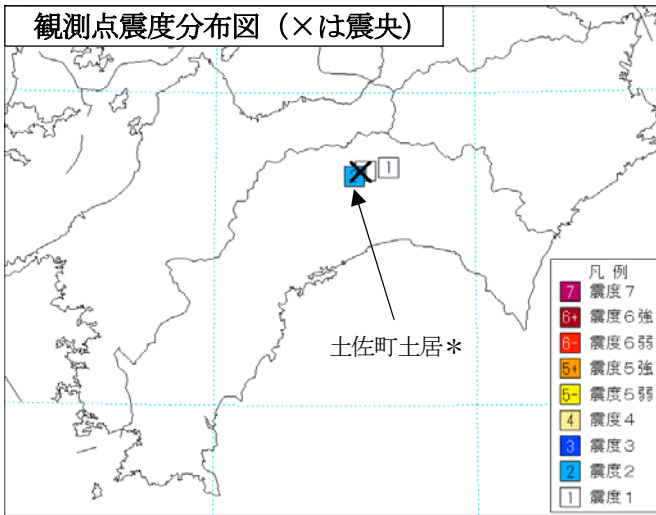 観測点震度分布図（×は震央）
1
土佐町土居＊
凡 例
7 震度７
6+ 震度６強
6- 震度６弱
5+ 震度５強
5- 震度５弱
4 震度４
3 震度３
2 震度２
1 震度１